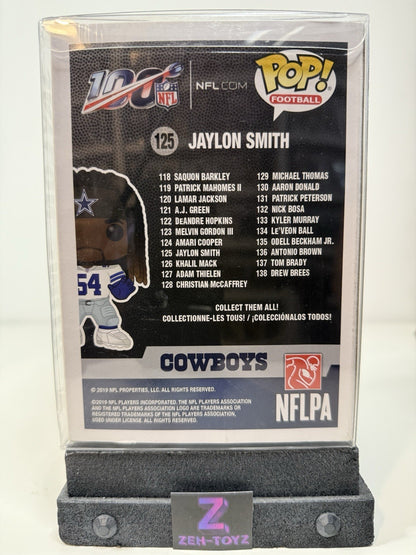 100
NFL
NFL.COM
POP!
FOOTBALL
125 JAYLON SMITH
118 SAQUON BARKLEY
119 PATRICK MAHOMES II
120 LAMAR JACKSON
121 A.J. GREEN
122 DEANDRE HOPKINS
123 MELVIN GORDON III
124 AMARI COOPER
125 JAYLON SMITH
126 KHALIL MACK
127 ADAM THIELEN
128 CHRISTIAN McCAFFREY
129 MICHAEL THOMAS
130 AARON DONALD
131 PATRICK PETERSON
132 NICK BOSA
133 KYLER MURRAY
134 Le'VEON BALL
135 ODELL BECKHAM JR.
136 ANTONIO BROWN
137 TOM BRADY
138 DREW BREES
54
COLLECT THEM ALL!
COLLECTIONNE-LES TOUS! / ¡COLECCIÓNALOS TODOS!
COWBOYS
NFLPA
© 2019 NFL PROPERTIES, LLC. ALL RIGHTS RESERVED.
©2019 NFL PLAYERS INCORPORATED. THE NFL PLAYERS ASSOCIATION
AND THE NFL PLAYERS ASSOCIATION LOGO ARE TRADEMARKS OR
REGISTERED TRADEMARKS OF THE NFL PLAYERS ASSOCIATION,
USED UNDER LICENSE. ALL RIGHTS RESERVED.
Z
ZEH-TOYZ